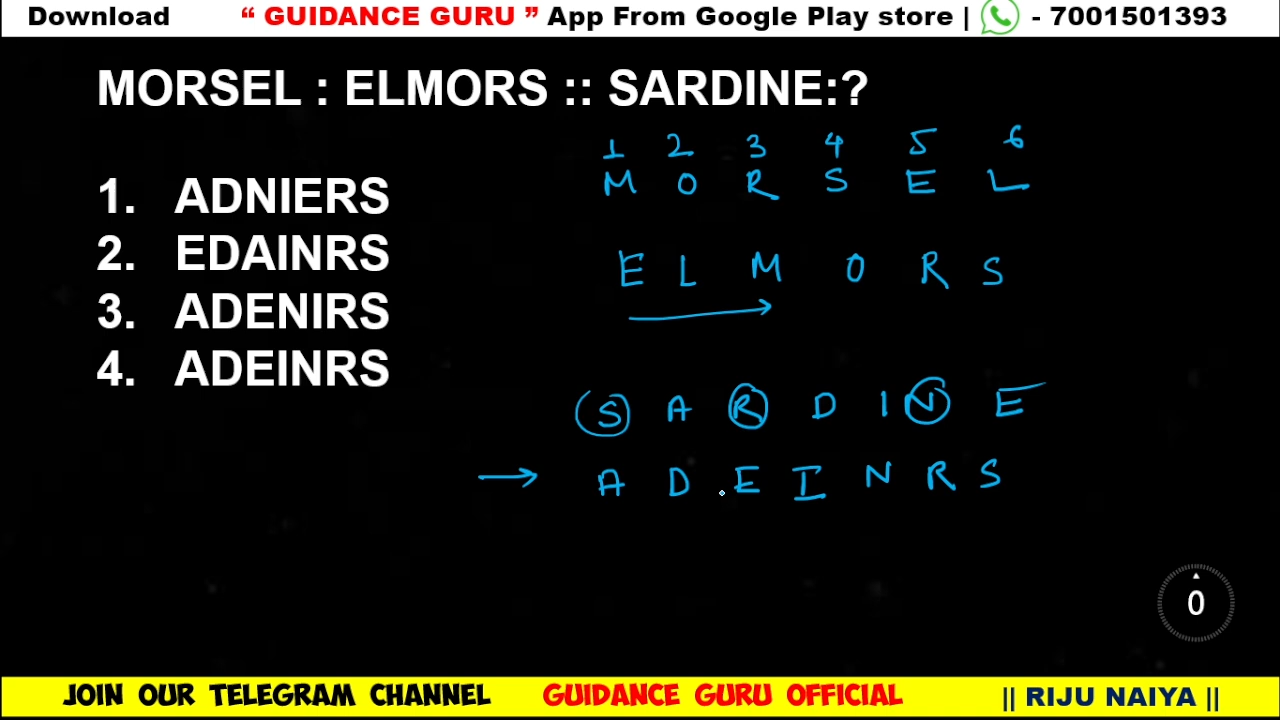 Download “ GUIDANCE GURU ” App From Google Play store | - 7001501393
MORSEL : ELMORS :: SARDINE:?
1. ADNIERS
2. EDAINRS
3. ADENIRS
4. ADEINRS
1 2 3 4 5 6
M O R S E L
E L M O R S
S A R D I N E
→ A D E I N R S
0
JOIN OUR TELEGRAM CHANNEL GUIDANCE GURU OFFICIAL || RIJU NAIYA ||